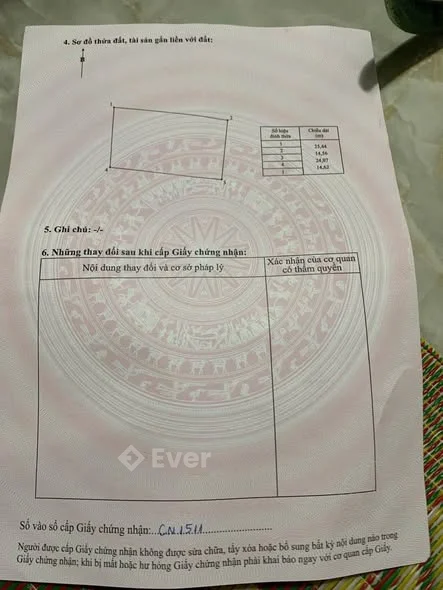 4. Sơ đồ thửa đất, tài sản gắn liền với đất:
B
1
2
4
Số hiệu đỉnh thửa
Chiều dài (m)
1
25,44
2
14,56
3
24,07
4
14,63
1
5. Ghi chú: -/-
6. Những thay đổi sau khi cấp Giấy chứng nhận:
Nội dung thay đổi và cơ sở pháp lý
Xác nhận của cơ quan
có thẩm quyền
Ever
Số vào sổ cấp Giấy chứng nhận: CN1511
Người được cấp Giấy chứng nhận không được sửa chữa, tẩy xóa hoặc bổ sung bất kỳ nội dung nào trong
Giấy chứng nhận; khi bị mất hoặc hư hỏng Giấy chứng nhận phải khai báo ngay với cơ quan cấp Giấy.